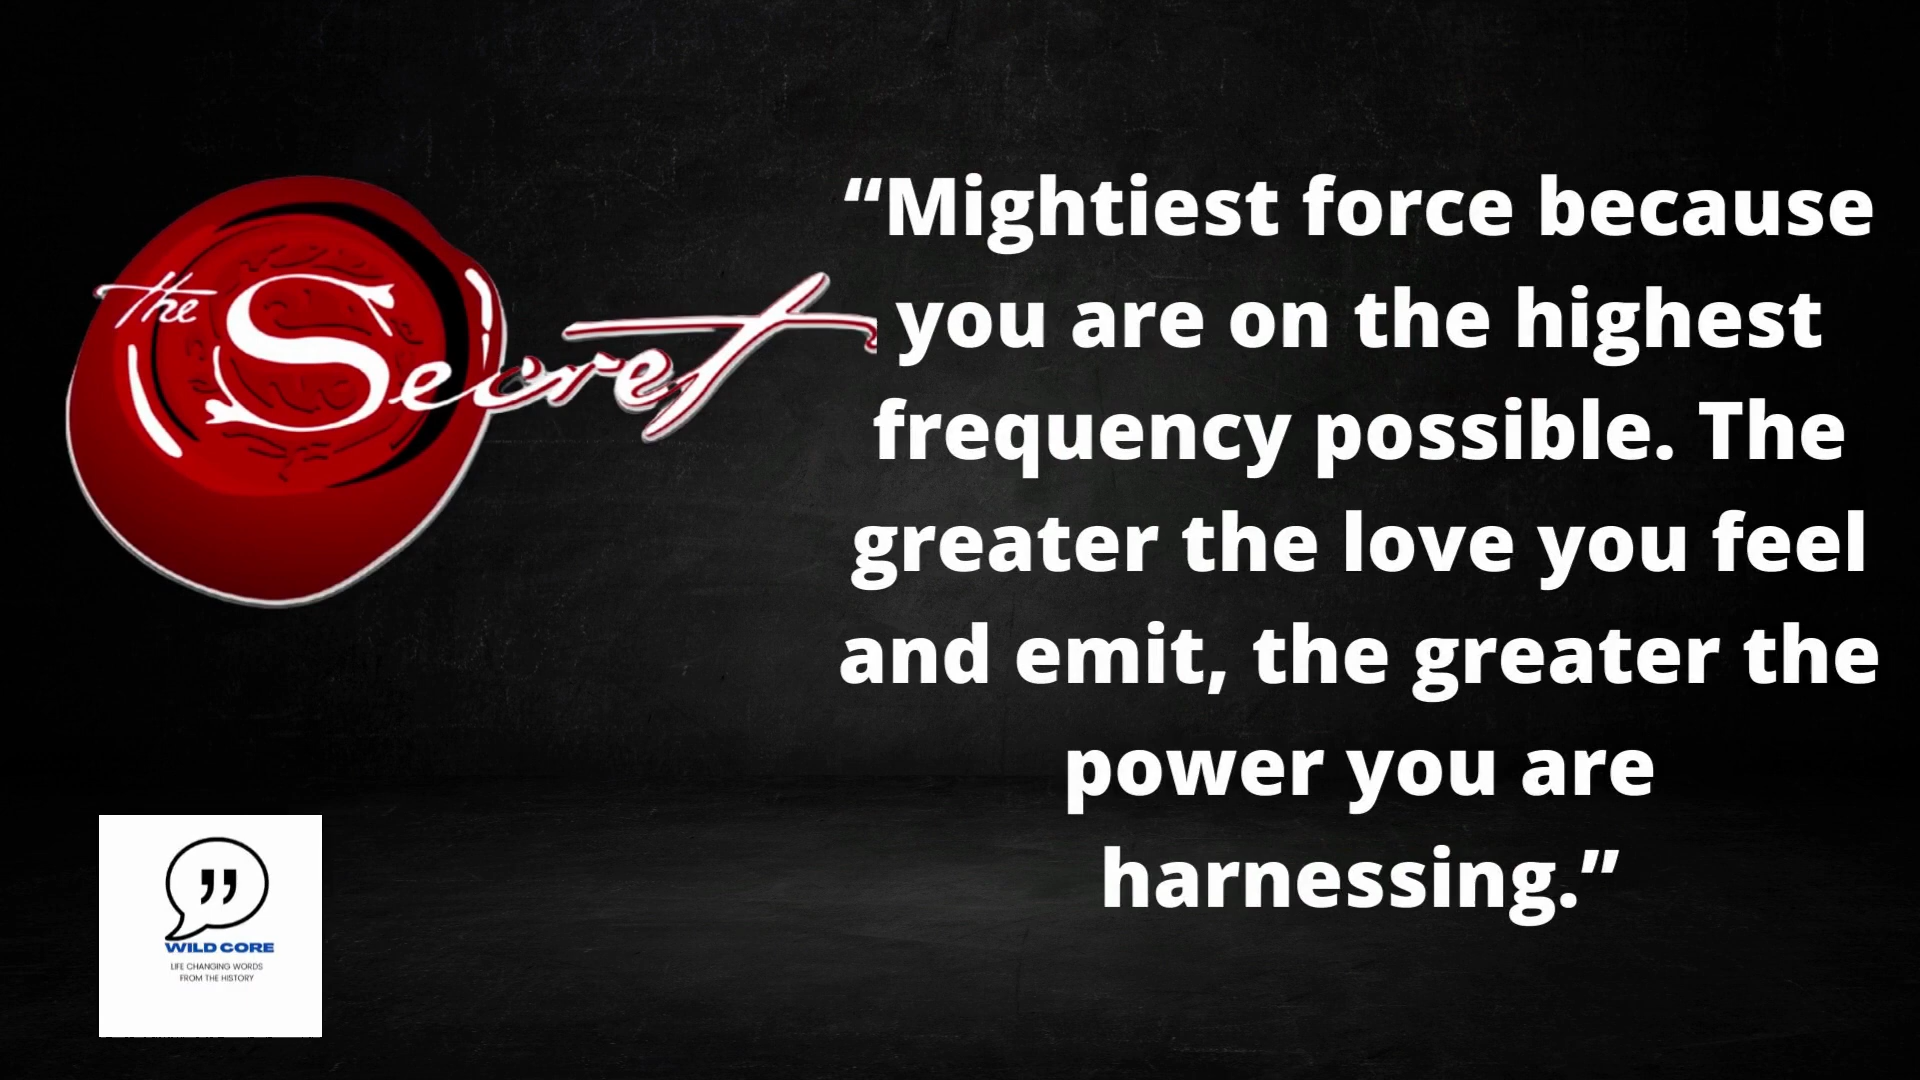 the Secret
“Mightiest force because
you are on the highest
frequency possible. The
greater the love you feel
and emit, the greater the
power you are
harnessing.”
”
WILD CORE
LIFE CHANGING WORDS
FROM THE HISTORY